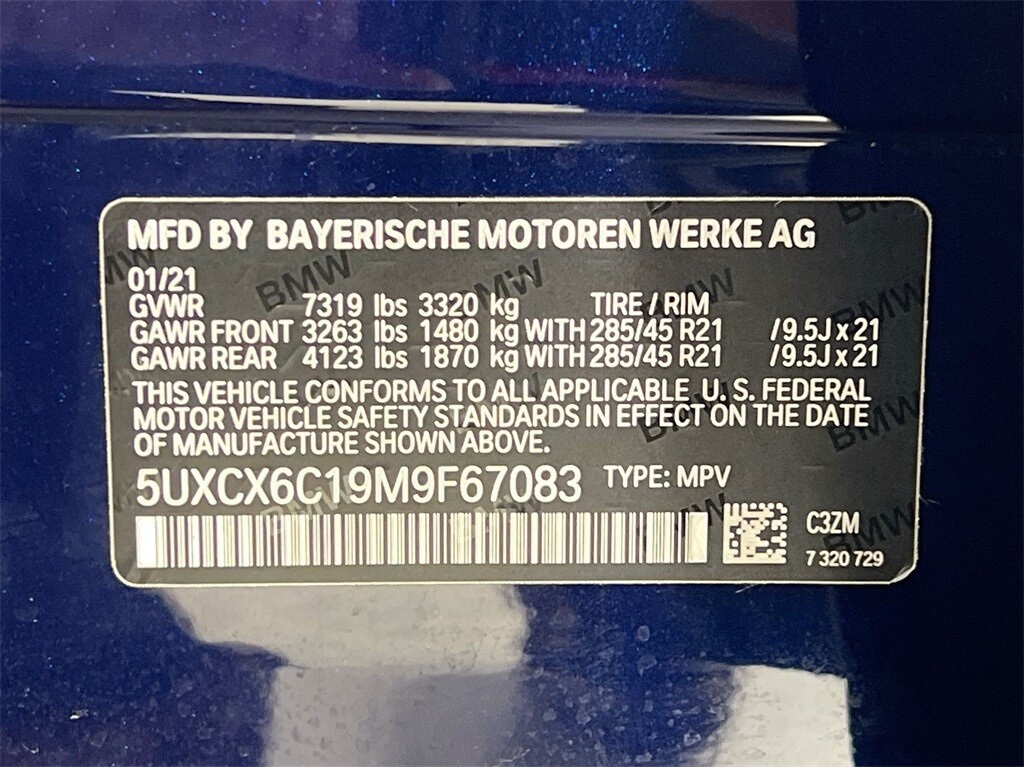 MFD BY BAYERISCHE MOTOREN WERKE AG
01/21
GVWR 7319 lbs 3320 kg TIRE / RIM
GAWR FRONT 3263 lbs 1480 kg WITH 285/45 R21 /9.5J x 21
GAWR REAR 4123 lbs 1870 kg WITH 285/45 R21 /9.5J x 21
THIS VEHICLE CONFORMS TO ALL APPLICABLE U. S. FEDERAL
MOTOR VEHICLE SAFETY STANDARDS IN EFFECT ON THE DATE
OF MANUFACTURE SHOWN ABOVE.
5UXCX6C19M9F67083 TYPE: MPV
C3ZM
7 320 729